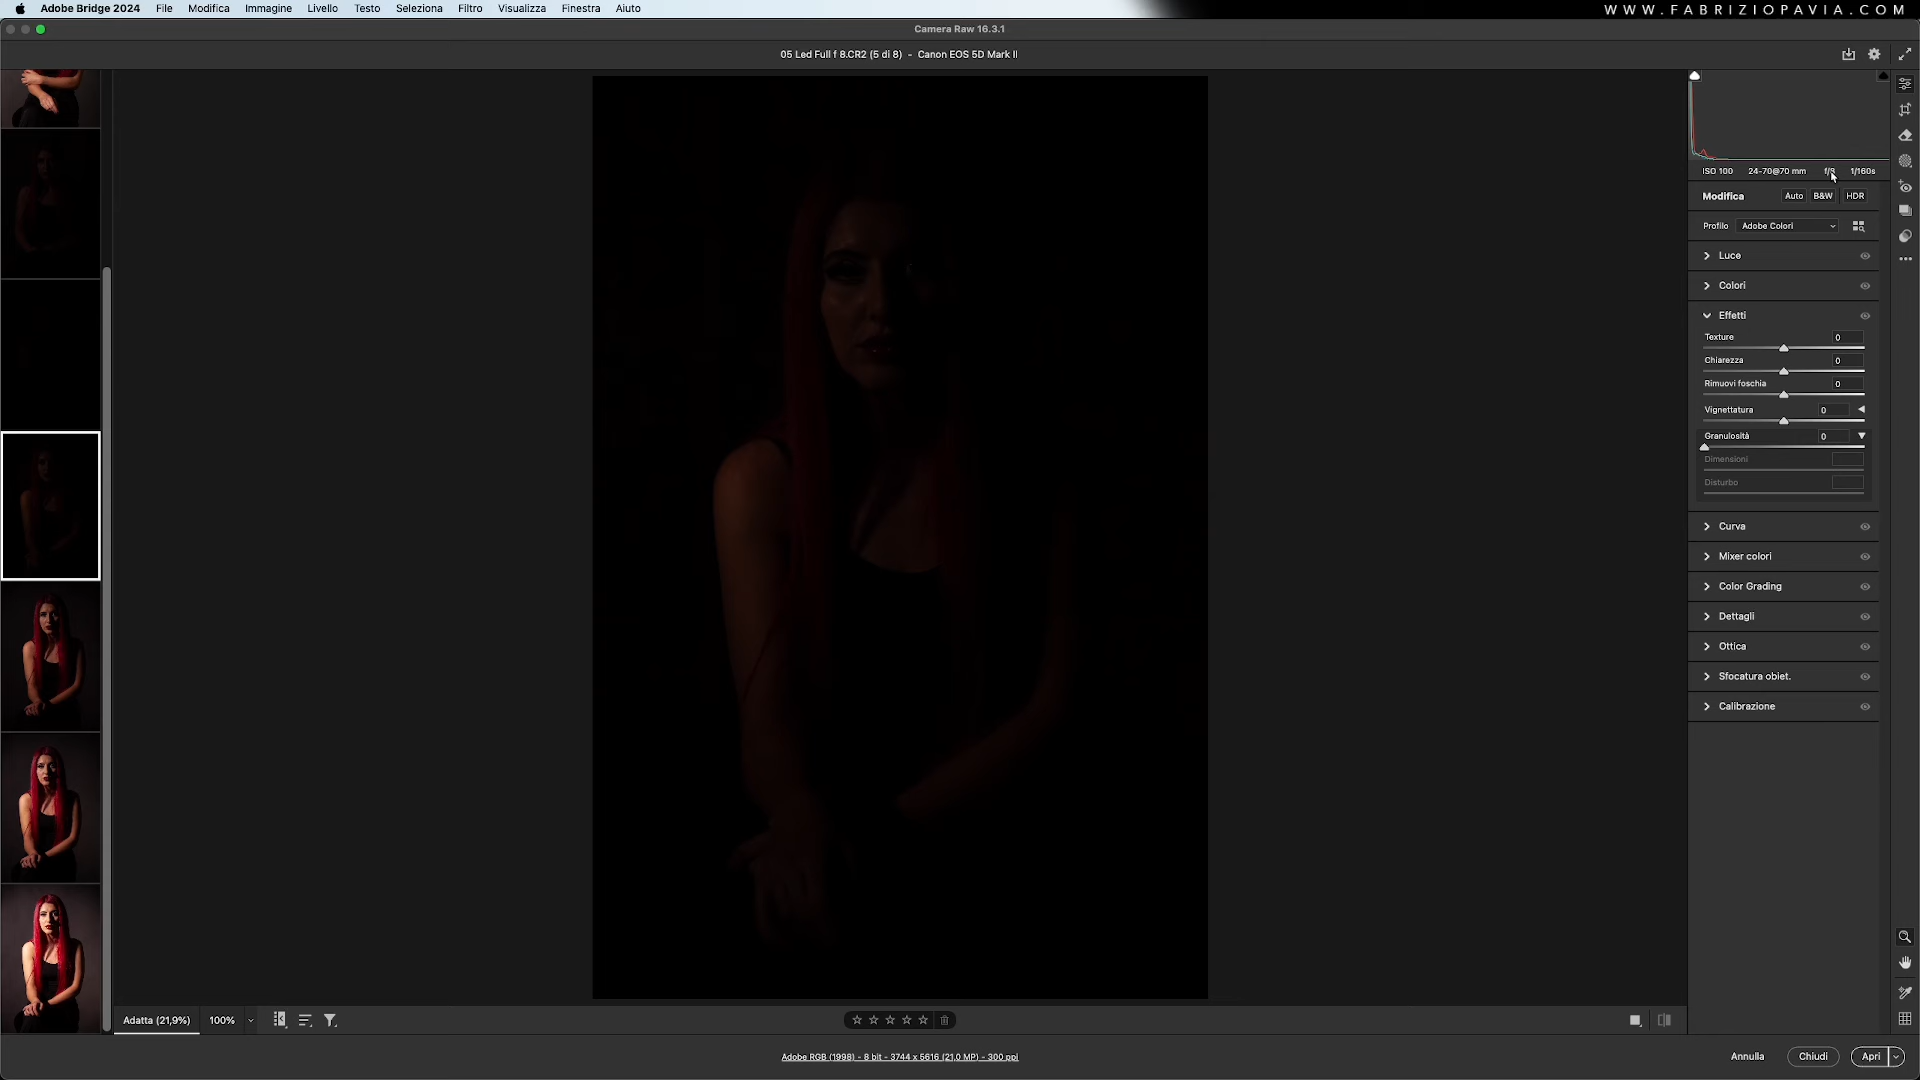 Adobe Bridge 2024 File Modifica Immagine Livello Testo Seleziona Filtro Visualizza Finestra Aiuto
WWW.FABRIZIOPAVIA.COM
Camera Raw 16.3.1
05 Led Full f 8.CR2 (5 di 8) - Canon EOS 5D Mark II
ISO 100 24-70@70 mm f/8 1/160s
Modifica Auto B&W HDR
Profilo Adobe Colori
Luce
Colori
Effetti
Texture 0
Chiarezza 0
Rimuovi foschia 0
Vignettatura 0
Granulosità 0
Dimensioni
Disturbo
Curva
Mixer colori
Color Grading
Dettagli
Ottica
Sfocatura obiet.
Calibrazione
Adatta (21,9%) 100%
Adobe RGB (1998) - 8 bit - 3744 x 5616 (21,0 MP) - 300 ppi
Annulla Chiudi Apri